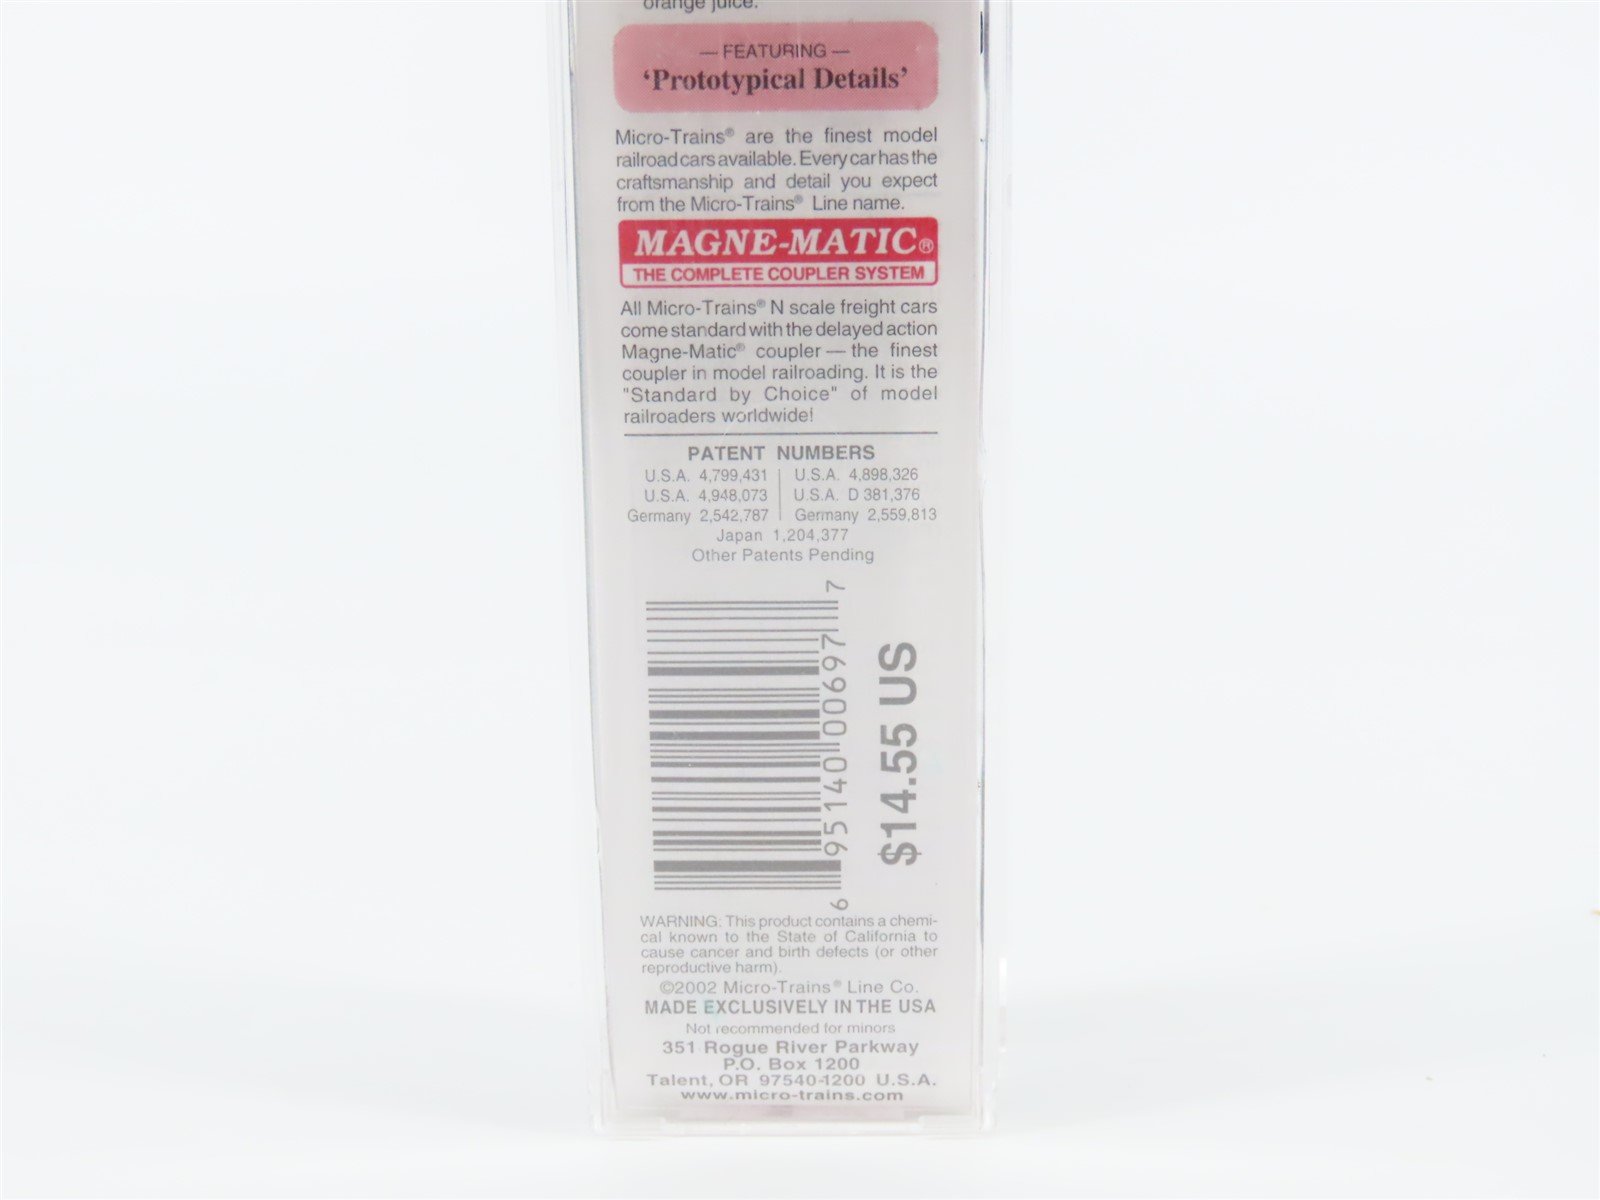 orange juice.
— FEATURING —
‘Prototypical Details’
Micro-Trains® are the finest model
railroad cars available. Every car has the
craftsmanship and detail you expect
from the Micro-Trains® Line name.
MAGNE-MATIC®
THE COMPLETE COUPLER SYSTEM
All Micro-Trains® N scale freight cars
come standard with the delayed action
Magne-Matic® coupler — the finest
coupler in model railroading. It is the
"Standard by Choice" of model
railroaders worldwide!
PATENT NUMBERS
U.S.A. 4,799,431 | U.S.A. 4,898,326
U.S.A. 4,948,073 | U.S.A. D 381,376
Germany 2,542,787 | Germany 2,559,813
Japan 1,204,377
Other Patents Pending
6 95140 00697 7
$14.55 US
WARNING: This product contains a chemi-
cal known to the State of California to
cause cancer and birth defects (or other
reproductive harm).
©2002 Micro-Trains® Line Co.
MADE EXCLUSIVELY IN THE USA
Not recommended for minors
351 Rogue River Parkway
P.O. Box 1200
Talent, OR 97540-1200 U.S.A.
www.micro-trains.com